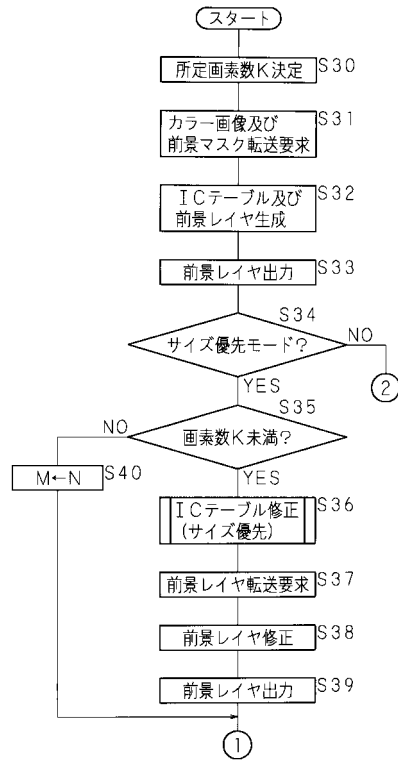 スタート
所定画素数K決定 S30
カラー画像及び S31
前景マスク転送要求
ICテーブル及び S32
前景レイヤ生成
前景レイヤ出力 S33
S34
サイズ優先モード? NO
②
YES
S35
NO 画素数K未満?
M←N S40
YES
ICテーブル修正 S36
(サイズ優先)
前景レイヤ転送要求 S37
前景レイヤ修正 S38
前景レイヤ出力 S39
①